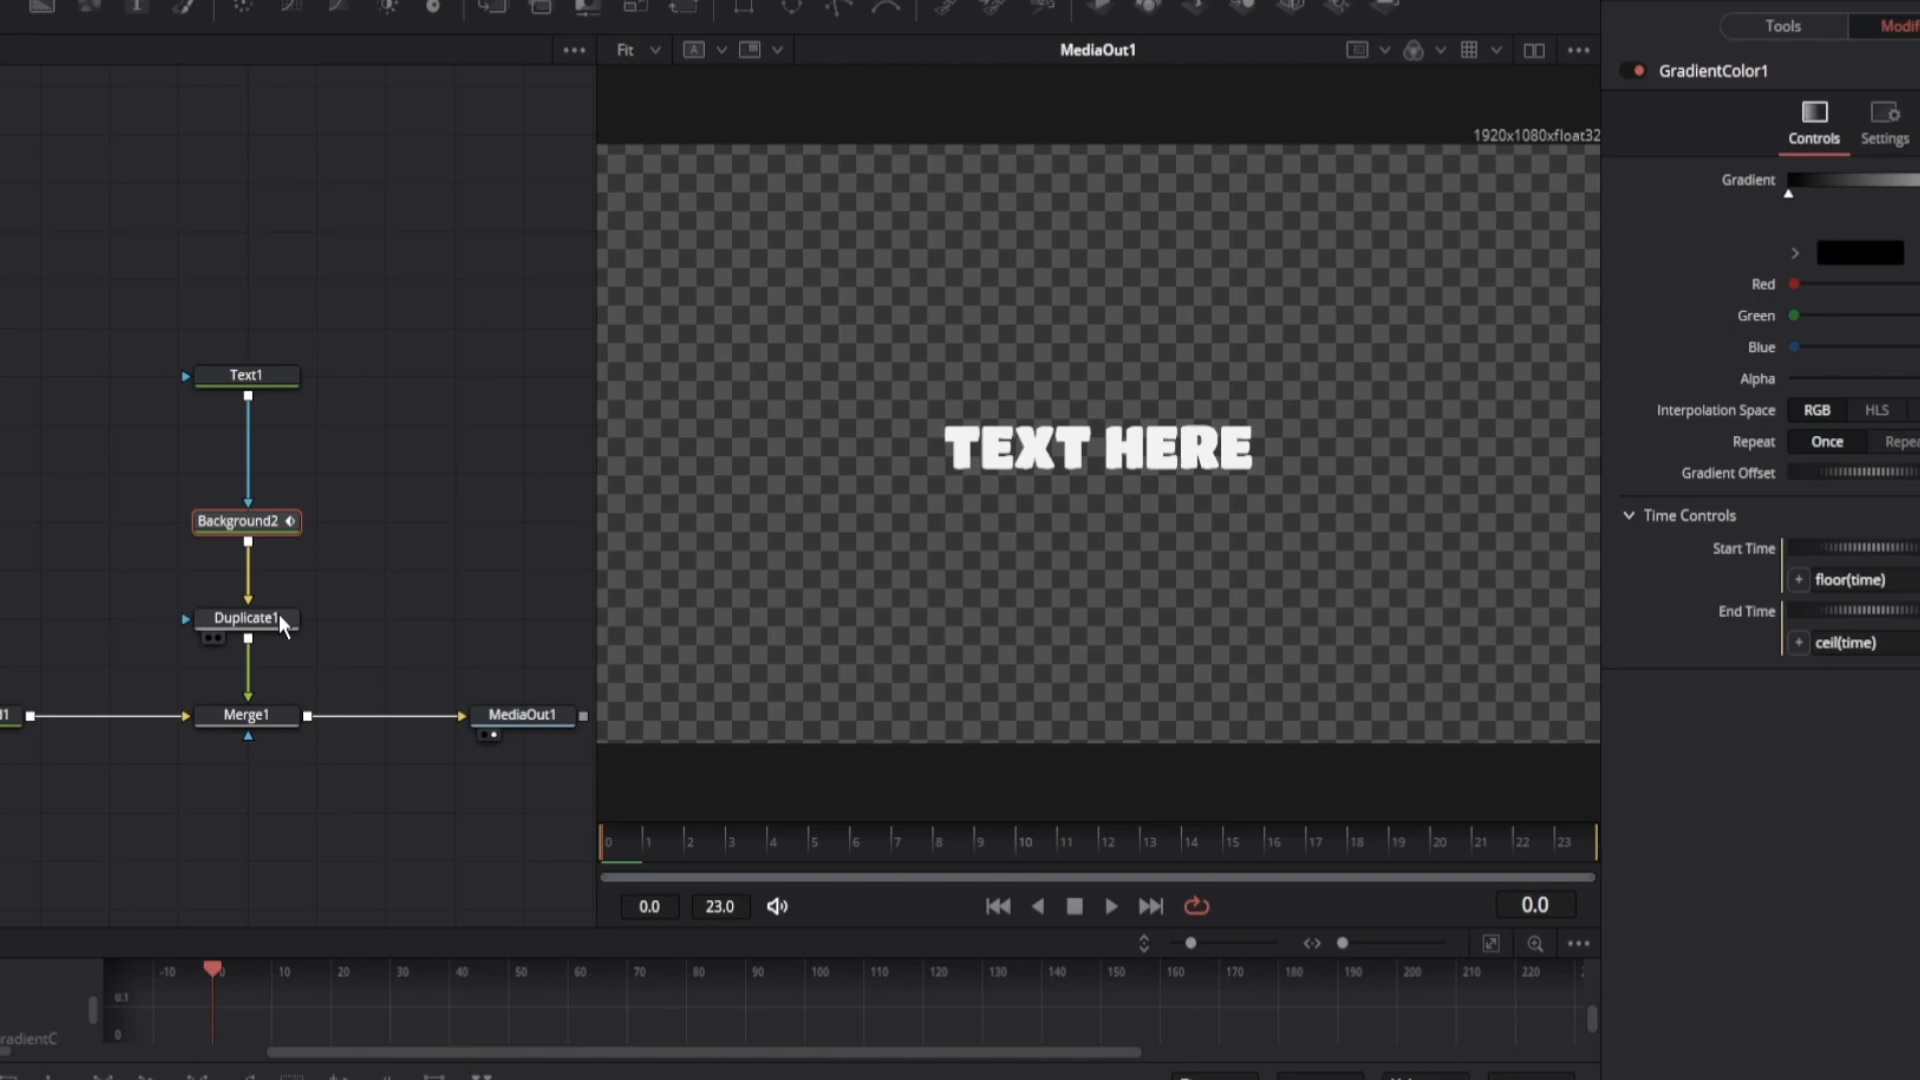 Tools
Modif
Fit
MediaOut1
GradientColor1
Controls
Settings
1920x1080xfloat32
Gradient
Red
Green
Blue
Alpha
Interpolation Space
RGB
HLS
Repeat
Once
Repea
Gradient Offset
Time Controls
Start Time
floor(time)
End Time
ceil(time)
Text1
Background2
Duplicate1
Merge1
MediaOut1
TEXT HERE
0 1 2 3 4 5 6 7 8 9 10 11 12 13 14 15 16 17 18 19 20 21 22 23
0.0
23.0
0.0
-10 0 10 20 30 40 50 60 70 80 90 100 110 120 130 140 150 160 170 180 190 200 210 220
0.1
0
radientC